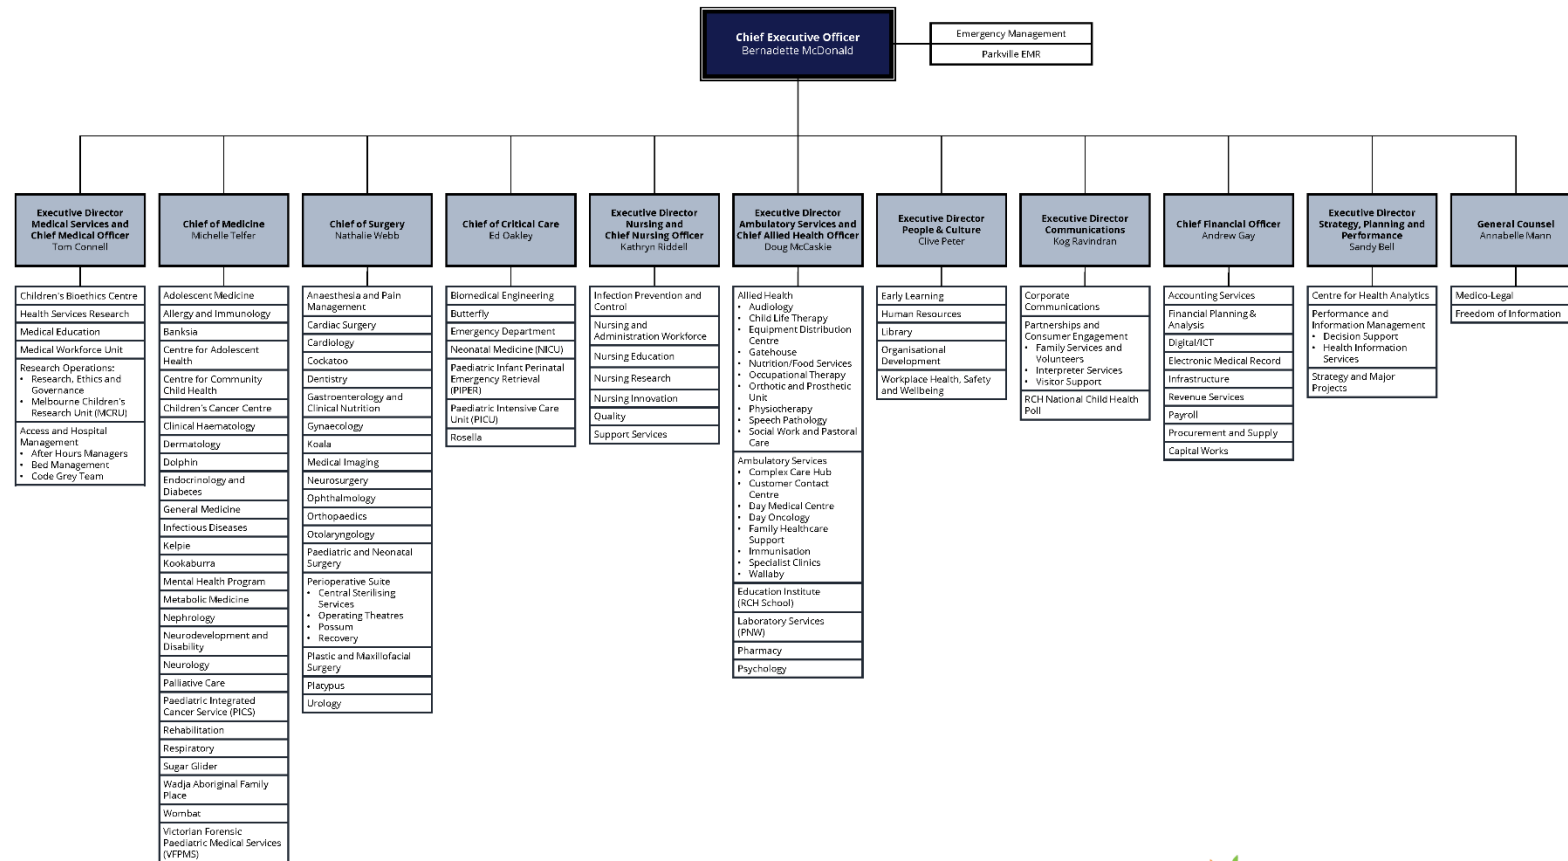 Chief Executive Officer
Bernadette McDonald
Emergency Management
Parkville EMR
Executive Director
Medical Services and
Chief Medical Officer
Tom Connell
Children's Bioethics Centre
Health Services Research
Medical Education
Medical Workforce Unit
Research Operations:
• Research, Ethics and
Governance
• Melbourne Children's
Research Unit (MCRU)
Access and Hospital
Management
• After Hours Managers
• Bed Management
• Code Grey Team
Chief of Medicine
Michelle Telfer
Adolescent Medicine
Allergy and Immunology
Banksia
Centre for Adolescent
Health
Centre for Community
Child Health
Children's Cancer Centre
Clinical Haematology
Dermatology
Dolphin
Endocrinology and
Diabetes
General Medicine
Infectious Diseases
Kelpie
Kookaburra
Mental Health Program
Metabolic Medicine
Nephrology
Neurodevelopment and
Disability
Neurology
Palliative Care
Paediatric Integrated
Cancer Service (PICS)
Rehabilitation
Respiratory
Sugar Glider
Wadja Aboriginal Family
Place
Wombat
Victorian Forensic
Paediatric Medical Services
(VFPMS)
Chief of Surgery
Nathalie Webb
Anaesthesia and Pain
Management
Cardiac Surgery
Cardiology
Cockatoo
Dentistry
Gastroenterology and
Clinical Nutrition
Gynaecology
Koala
Medical Imaging
Neurosurgery
Ophthalmology
Orthopaedics
Otolaryngology
Paediatric and Neonatal
Surgery
Perioperative Suite
• Central Sterilising
Services
• Operating Theatres
• Possum
• Recovery
Plastic and Maxillofacial
Surgery
Platypus
Urology
Chief of Critical Care
Ed Oakley
Biomedical Engineering
Butterfly
Emergency Department
Neonatal Medicine (NICU)
Paediatric Infant Perinatal
Emergency Retrieval
(PIPER)
Paediatric Intensive Care
Unit (PICU)
Rosella
Executive Director
Nursing and
Chief Nursing Officer
Kathryn Riddell
Infection Prevention and
Control
Nursing and
Administration Workforce
Nursing Education
Nursing Research
Nursing Innovation
Quality
Support Services
Executive Director
Ambulatory Services and
Chief Allied Health Officer
Doug McCaskie
Allied Health
• Audiology
• Child Life Therapy
• Equipment Distribution
Centre
• Gatehouse
• Nutrition/Food Services
• Occupational Therapy
• Orthotic and Prosthetic
Unit
• Physiotherapy
• Speech Pathology
• Social Work and Pastoral
Care
Ambulatory Services
• Complex Care Hub
• Customer Contact
Centre
• Day Medical Centre
• Day Oncology
• Family Healthcare
Support
• Immunisation
• Specialist Clinics
• Wallaby
Education Institute
(RCH School)
Laboratory Services
(PNW)
Pharmacy
Psychology
Executive Director
People & Culture
Clive Peter
Early Learning
Human Resources
Library
Organisational
Development
Workplace Health, Safety
and Wellbeing
Executive Director
Communications
Kog Ravindran
Corporate
Communications
Partnerships and
Consumer Engagement
• Family Services and
Volunteers
• Interpreter Services
• Visitor Support
RCH National Child Health
Poll
Chief Financial Officer
Andrew Gay
Accounting Services
Financial Planning &
Analysis
Digital/ICT
Electronic Medical Record
Infrastructure
Revenue Services
Payroll
Procurement and Supply
Capital Works
Executive Director
Strategy, Planning and
Performance
Sandy Bell
Centre for Health Analytics
Performance and
Information Management
• Decision Support
• Health Information
Services
Strategy and Major
Projects
General Counsel
Annabelle Mann
Medico-Legal
Freedom of Information